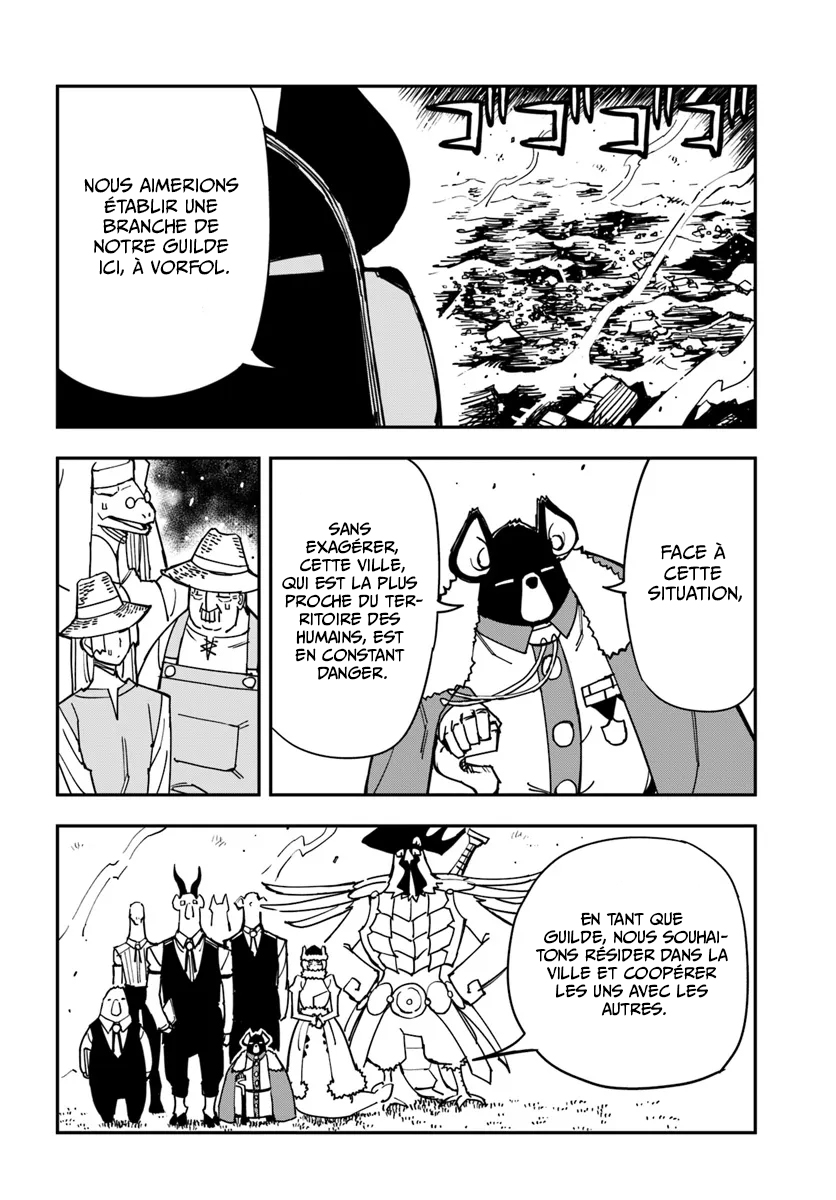 ゴゴゴゴ
NOUS AIMERIONS
ÉTABLIR UNE
BRANCHE DE
NOTRE GUILDE
ICI, À VORFOL.
FACE À
CETTE
SITUATION,
SANS
EXAGÉRER,
CETTE VILLE,
QUI EST LA PLUS
PROCHE DU TER-
RITOIRE DES
HUMAINS, EST
EN CONSTANT
DANGER.
EN TANT QUE
GUILDE, NOUS SOUHAI-
TONS RÉSIDER DANS LA
VILLE ET COOPÉRER
LES UNS AVEC LES
AUTRES.